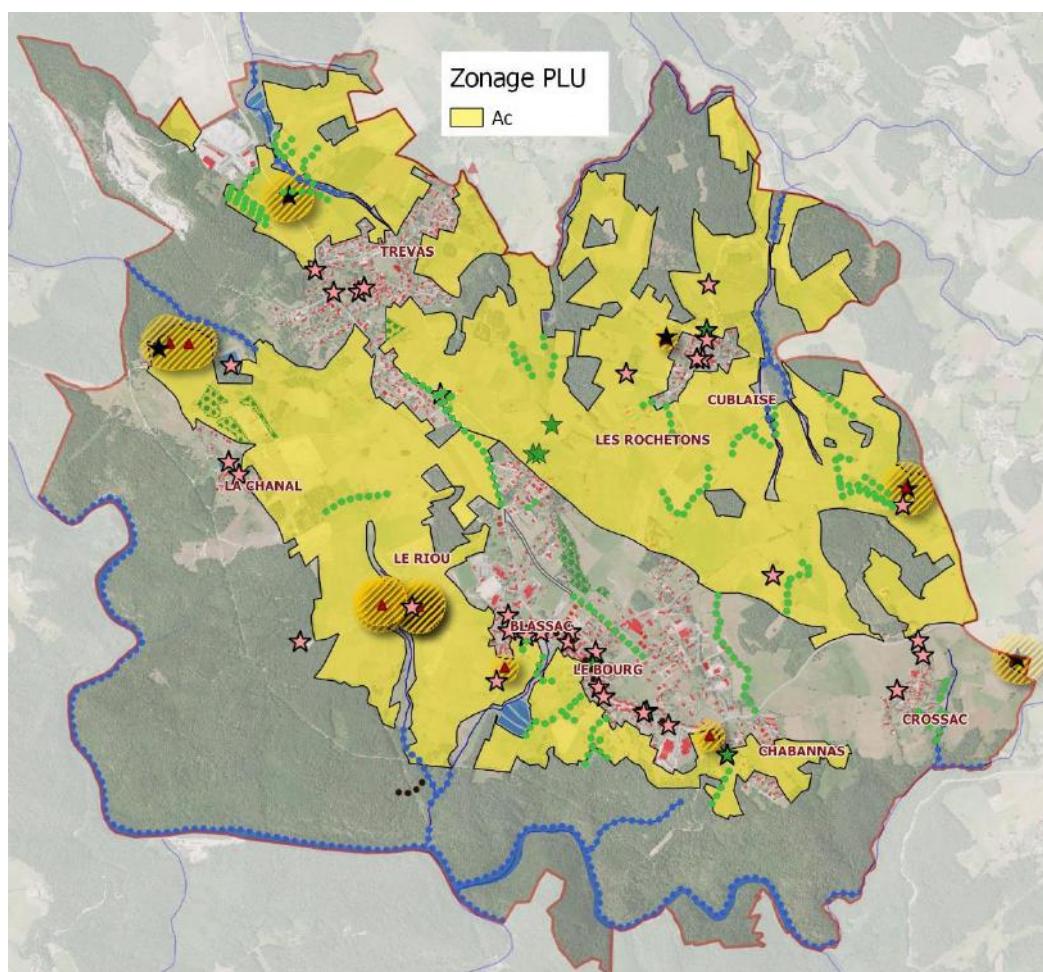 Zonage PLU
Ac
TREVAS
CUBLAISE
LES ROCHETONS
LA CHANAL
LE RIOU
BLASSAC
LE BOURG
CROSSAC
CHABANNAS